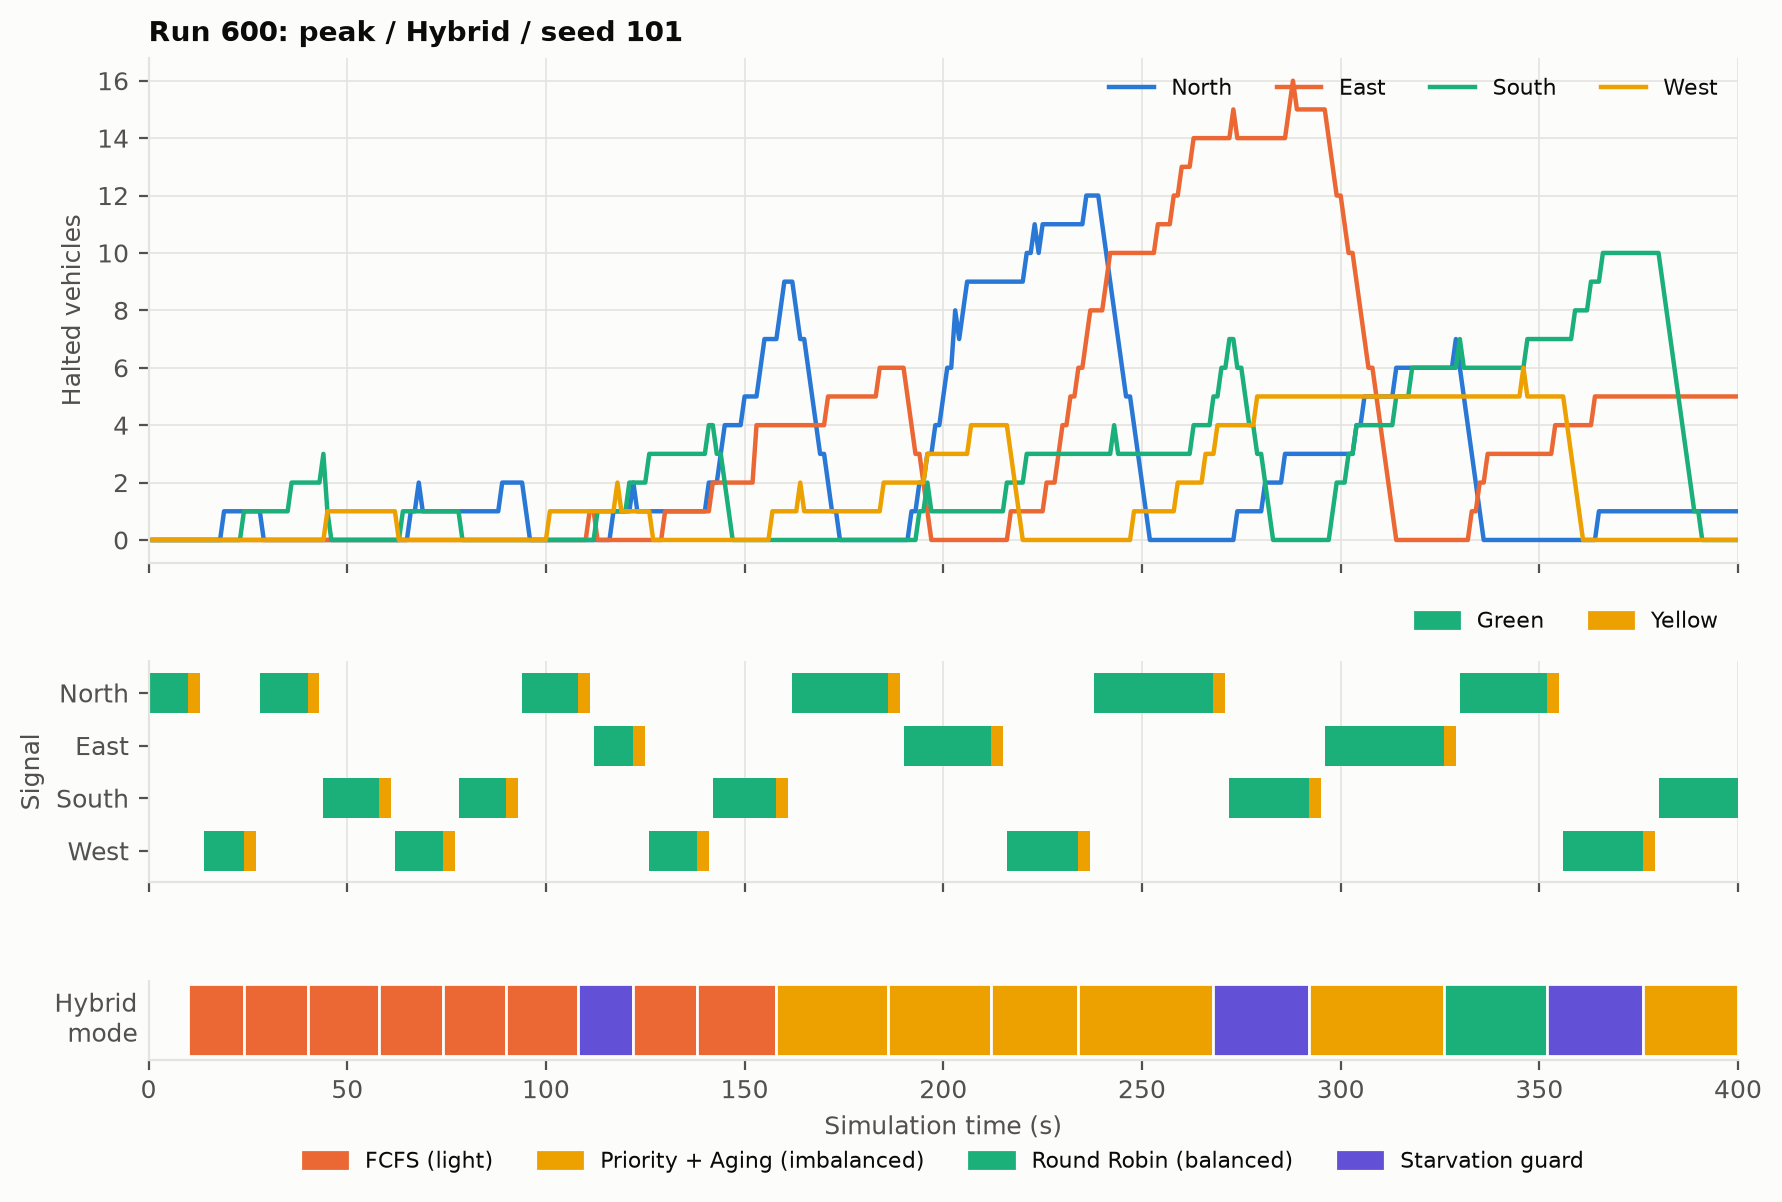 Run 600: peak / Hybrid / seed 101
North East South West
16
14
12
10
8
6
4
2
0
Halted vehicles
Green Yellow
Signal
North
East
South
West
Hybrid
mode
0 50 100 150 200 250 300 350 400
Simulation time (s)
FCFS (light) Priority + Aging (imbalanced) Round Robin (balanced) Starvation guard